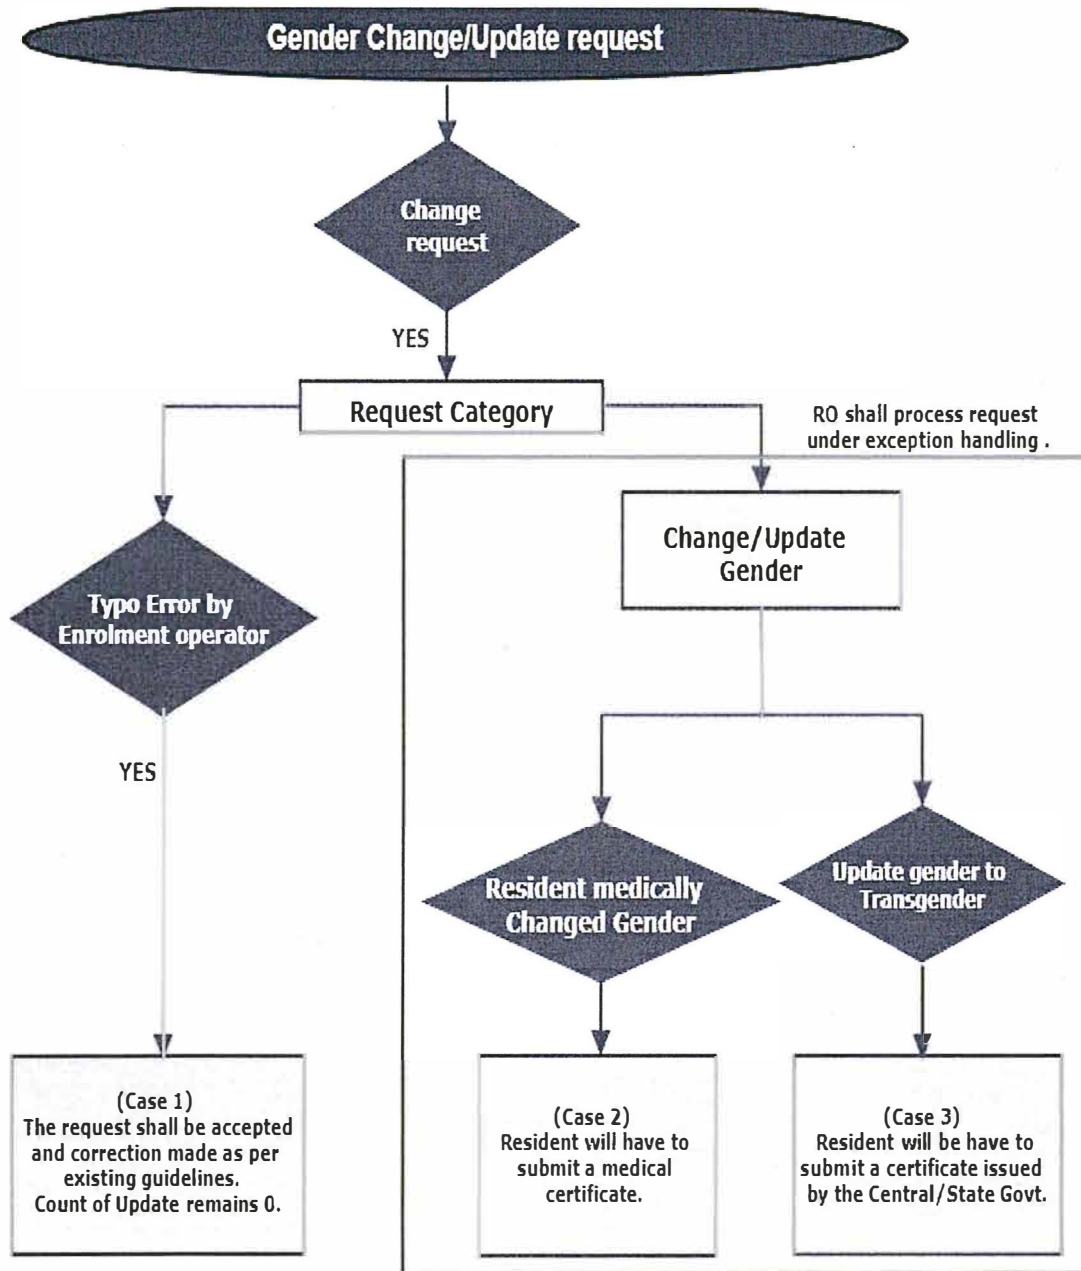 Gender Change/Update request
Change
request
YES
Request Category
RO shall process request
under exception handling .
Change/Update
Gender
Typo Error by
Enrolment operator
YES
Resident medically
Changed Gender
Update gender to
Transgender
(Case 1)
The request shall be accepted
and correction made as per
existing guidelines.
Count of Update remains 0.
(Case 2)
Resident will have to
submit a medical
certificate.
(Case 3)
Resident will be have to
submit a certificate issued
by the Central/State Govt.